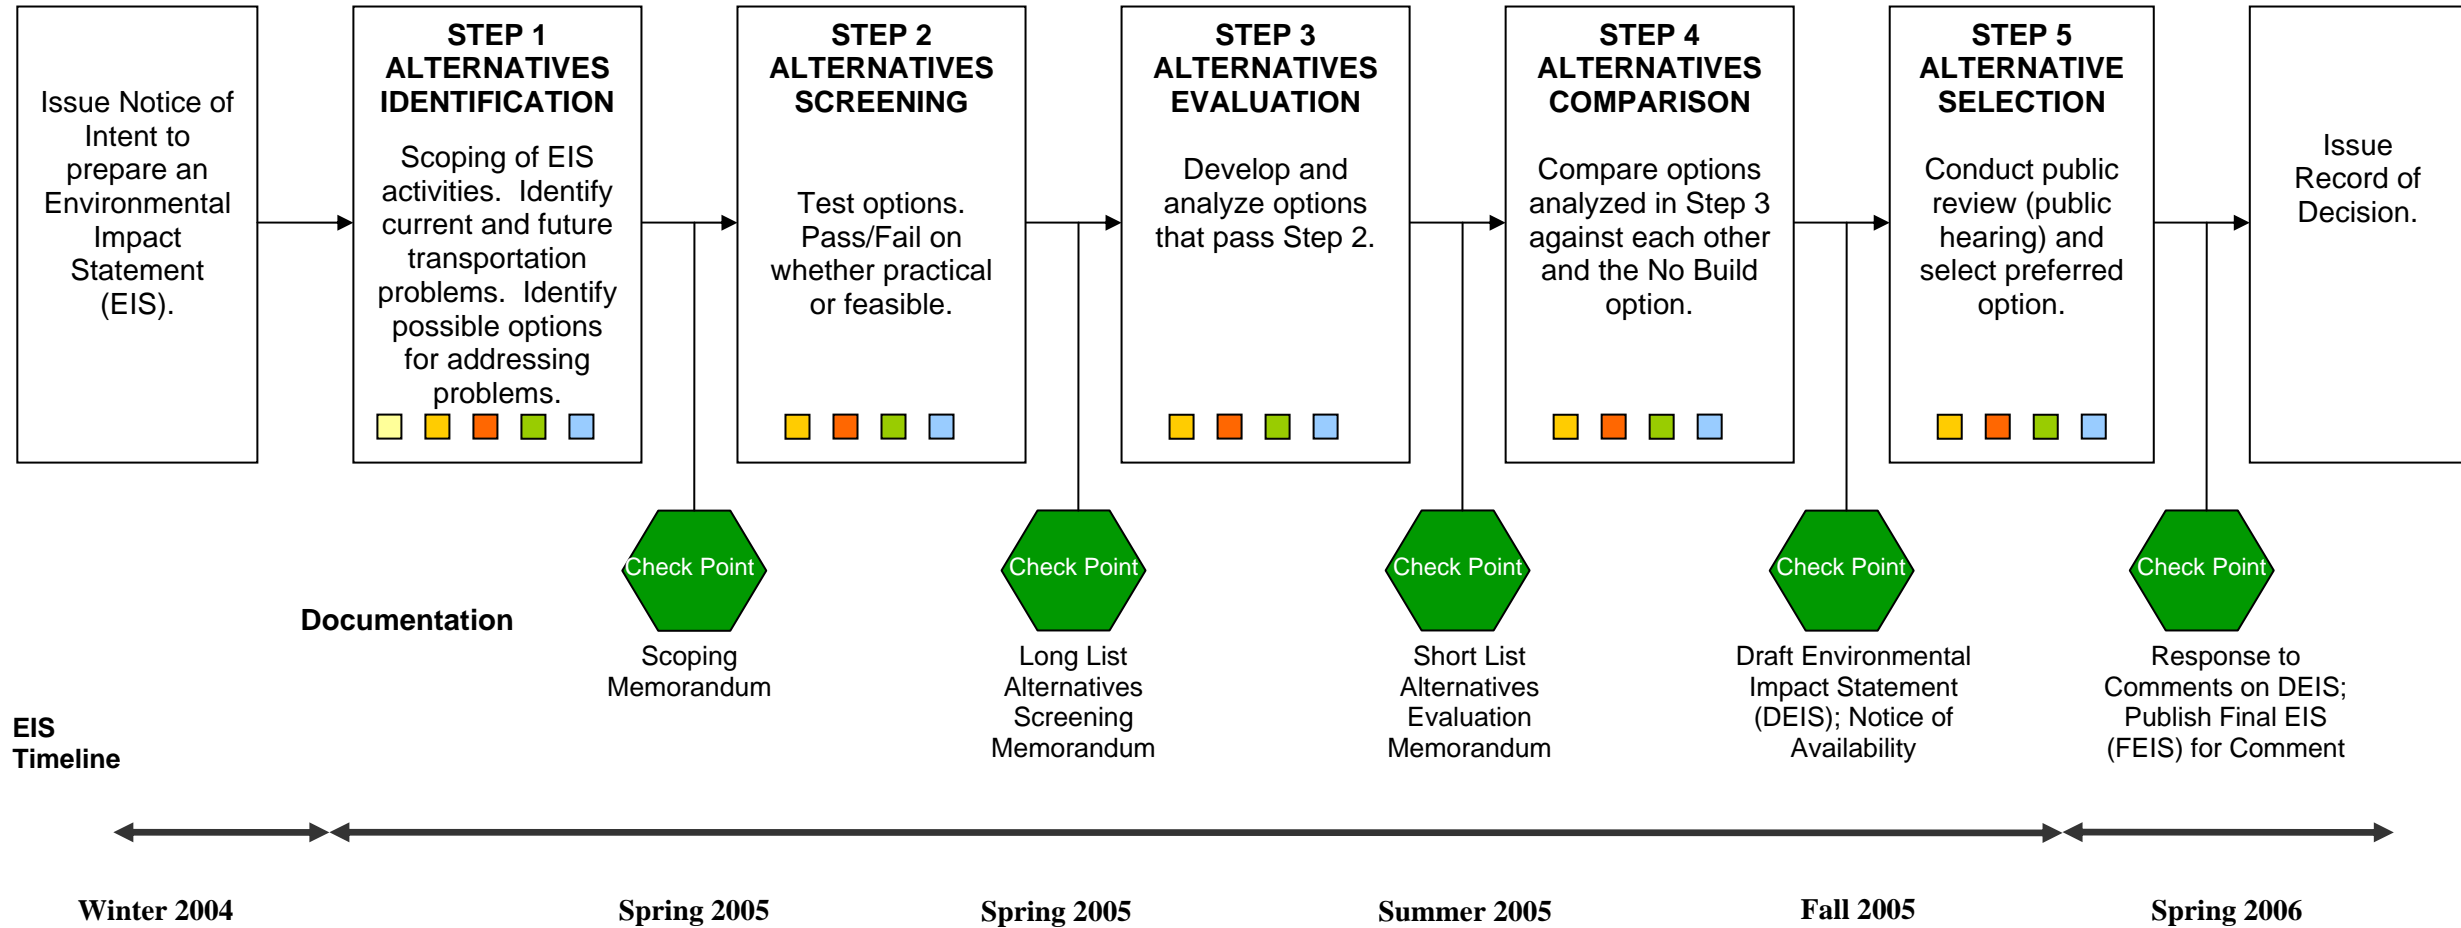 Issue Notice of
Intent to
prepare an
Environmental
Impact
Statement
(EIS).
STEP 1
ALTERNATIVES
IDENTIFICATION
Scoping of EIS
activities. Identify
current and future
transportation
problems. Identify
possible options
for addressing
problems.
STEP 2
ALTERNATIVES
SCREENING
Test options.
Pass/Fail on
whether practical
or feasible.
STEP 3
ALTERNATIVES
EVALUATION
Develop and
analyze options
that pass Step 2.
STEP 4
ALTERNATIVES
COMPARISON
Compare options
analyzed in Step 3
against each other
and the No Build
option.
STEP 5
ALTERNATIVE
SELECTION
Conduct public
review (public
hearing) and
select preferred
option.
Issue
Record of
Decision.
Check Point
Check Point
Check Point
Check Point
Check Point
Documentation
Scoping
Memorandum
Long List
Alternatives
Screening
Memorandum
Short List
Alternatives
Evaluation
Memorandum
Draft Environmental
Impact Statement
(DEIS); Notice of
Availability
Response to
Comments on DEIS;
Publish Final EIS
(FEIS) for Comment
EIS
Timeline
Winter 2004
Spring 2005
Spring 2005
Summer 2005
Fall 2005
Spring 2006